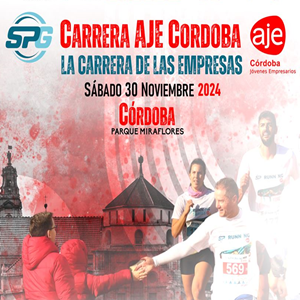 SPG
CARRERA AJE CORDOBA
aje
LA CARRERA DE LAS EMPRESAS
Córdoba
Jóvenes Empresarios
SÁBADO 30 NOVIEMBRE 2024
CÓRDOBA
PARQUE MIRAFLORES
569